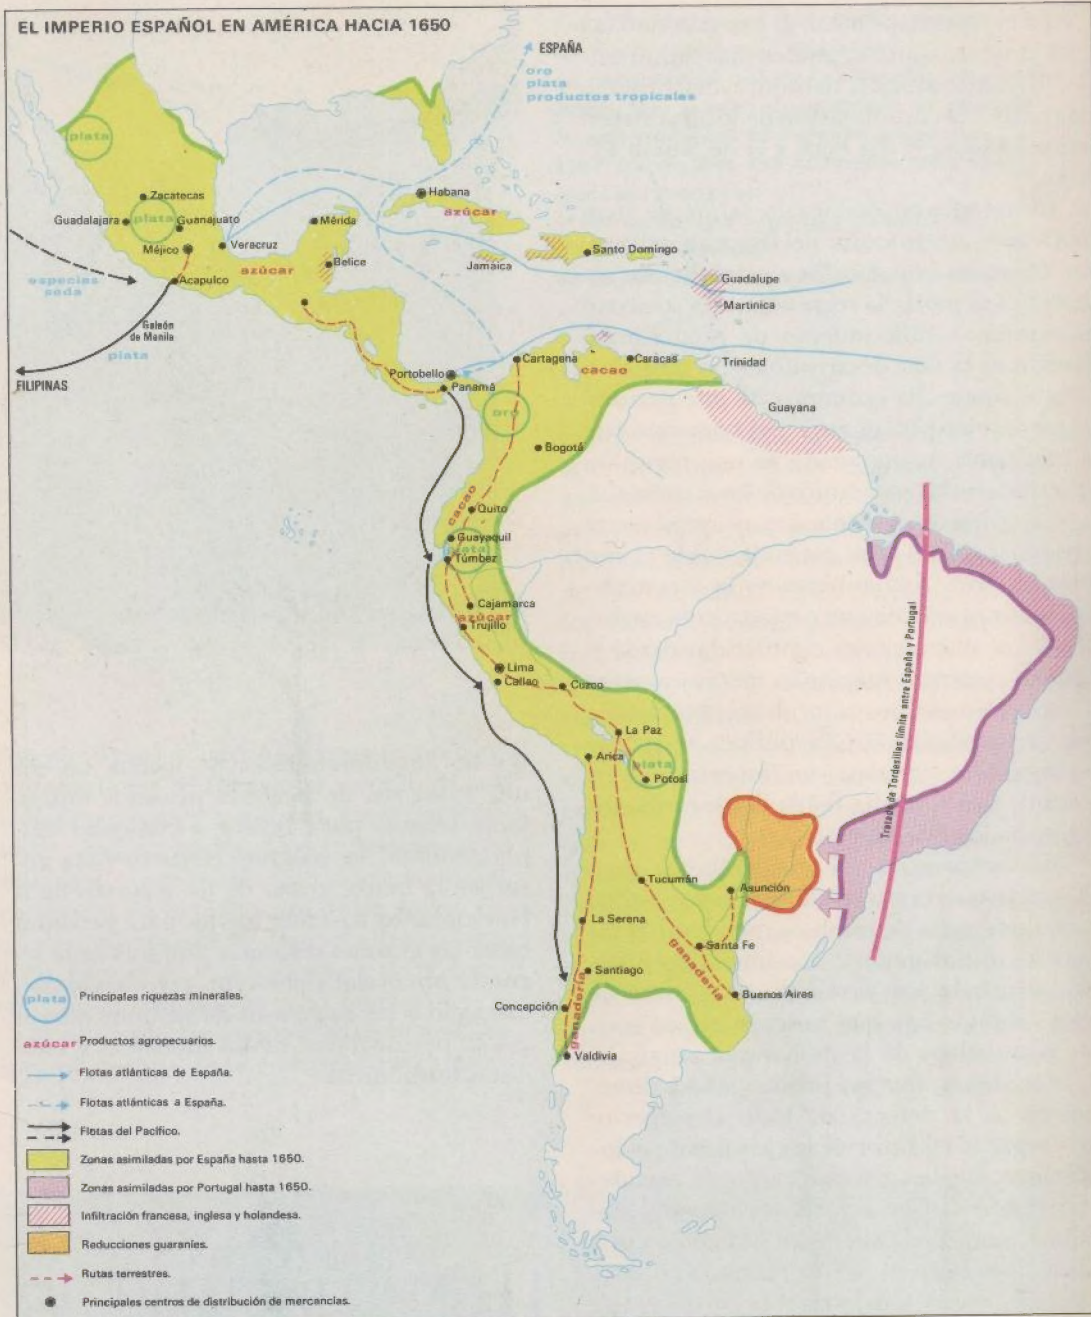 EL IMPERIO ESPAÑOL EN AMÉRICA HACIA 1650
ESPAÑA
oro
plata
productos tropicales
plata
Zacatecas
Guadalajara
plata
Guanajuato
Méjico
Veracruz
Acapulco
especias
seda
Galeón
de Manila
plata
FILIPINAS
azúcar
Mérida
Belice
Habana
azúcar
Jamaica
Santo Domingo
Guadalupe
Martinica
Portobello
Panamá
Cartagena
cacao
Caracas
Trinidad
Guayana
oro
Bogotá
cacao
Quito
Guayaquil
plata
Túmbez
Cajamarca
azúcar
Trujillo
Lima
Callao
Cuzco
La Paz
Arica
plata
Potosí
Tratado de Tordesillas límita entre España y Portugal
Tucumán
Asunción
La Serena
Santa Fe
ganadería
Santiago
Buenos Aires
Concepción
ganadería
Valdivia
plata Principales riquezas minerales.
azúcar Productos agropecuarios.
Flotas atlánticas de España.
Flotas atlánticas a España.
Flotas del Pacífico.
Zonas asimiladas por España hasta 1650.
Zonas asimiladas por Portugal hasta 1650.
Infiltración francesa, inglesa y holandesa.
Reducciones guaraníes.
Rutas terrestres.
Principales centros de distribución de mercancías.